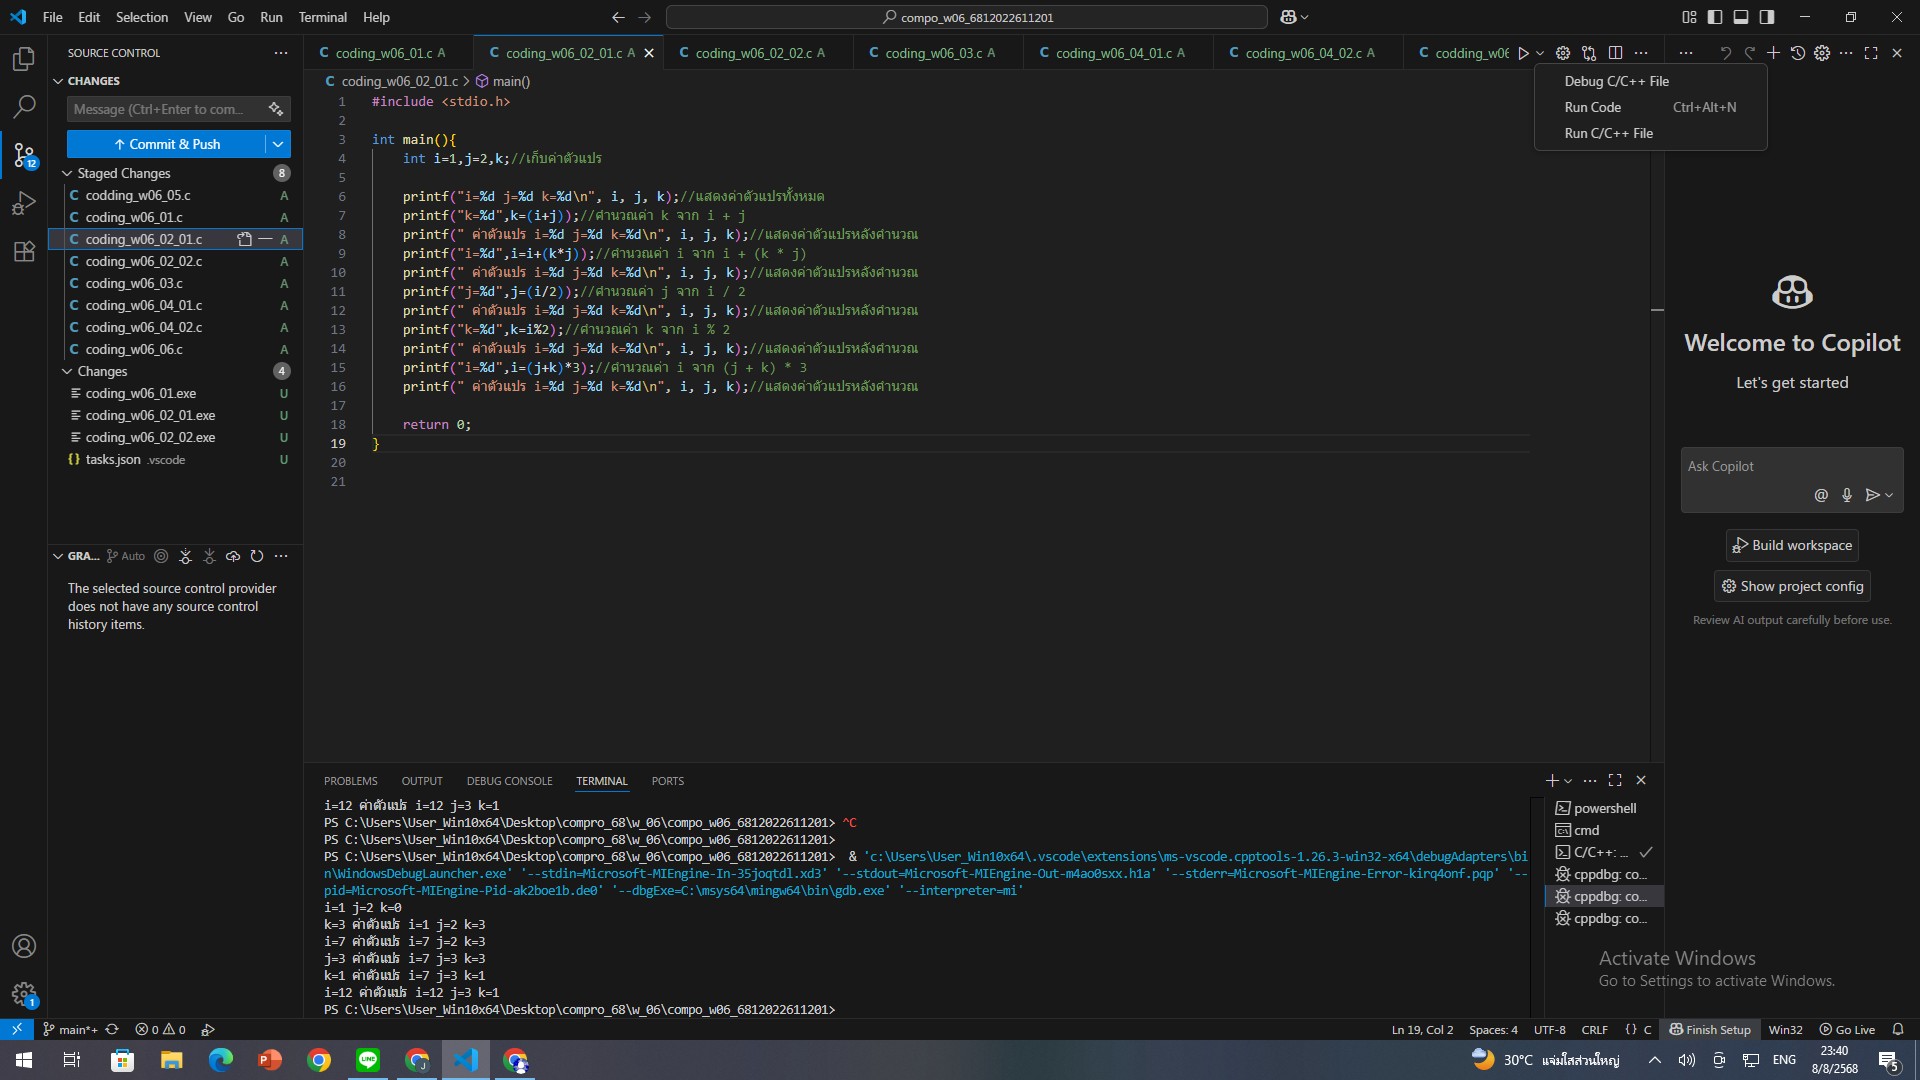 File Edit Selection View Go Run Terminal Help
compo_w06_6812022611201
SOURCE CONTROL
CHANGES
Message (Ctrl+Enter to com...
Commit & Push
Staged Changes 8
codding_w06_05.c A
coding_w06_01.c A
coding_w06_02_01.c A
coding_w06_02_02.c A
coding_w06_03.c A
coding_w06_04_01.c A
coding_w06_04_02.c A
coding_w06_06.c A
Changes 4
coding_w06_01.exe U
coding_w06_02_01.exe U
coding_w06_02_02.exe U
tasks.json .vscode U
12
GRA... Auto
The selected source control provider
does not have any source control
history items.
1
coding_w06_01.c A coding_w06_02_01.c A coding_w06_02_02.c A coding_w06_03.c A coding_w06_04_01.c A coding_w06_04_02.c A codding_w06
coding_w06_02_01.c > main()
1 #include <stdio.h>
2
3 int main(){
4 int i=1,j=2,k;//เก็บค่าตัวแปร
5
6 printf("i=%d j=%d k=%d\n", i, j, k);//แสดงค่าตัวแปรทั้งหมด
7 printf("k=%d",k=(i+j));//คำนวณค่า k จาก i + j
8 printf(" ค่าตัวแปร i=%d j=%d k=%d\n", i, j, k);//แสดงค่าตัวแปรหลังคำนวณ
9 printf("i=%d",i=i+(k*j));//คำนวณค่า i จาก i + (k * j)
10 printf(" ค่าตัวแปร i=%d j=%d k=%d\n", i, j, k);//แสดงค่าตัวแปรหลังคำนวณ
11 printf("j=%d",j=(i/2));//คำนวณค่า j จาก i / 2
12 printf(" ค่าตัวแปร i=%d j=%d k=%d\n", i, j, k);//แสดงค่าตัวแปรหลังคำนวณ
13 printf("k=%d",k=i%2);//คำนวณค่า k จาก i % 2
14 printf(" ค่าตัวแปร i=%d j=%d k=%d\n", i, j, k);//แสดงค่าตัวแปรหลังคำนวณ
15 printf("i=%d",i=(j+k)*3);//คำนวณค่า i จาก (j + k) * 3
16 printf(" ค่าตัวแปร i=%d j=%d k=%d\n", i, j, k);//แสดงค่าตัวแปรหลังคำนวณ
17
18 return 0;
19 }
20
21
Debug C/C++ File
Run Code Ctrl+Alt+N
Run C/C++ File
Welcome to Copilot
Let's get started
Ask Copilot
Build workspace
Show project config
Review AI output carefully before use.
PROBLEMS OUTPUT DEBUG CONSOLE TERMINAL PORTS
i=12 ค่าตัวแปร i=12 j=3 k=1
PS C:\Users\User_Win10x64\Desktop\compro_68\w_06\compo_w06_6812022611201> ^C
PS C:\Users\User_Win10x64\Desktop\compro_68\w_06\compo_w06_6812022611201>
PS C:\Users\User_Win10x64\Desktop\compro_68\w_06\compo_w06_6812022611201> & 'c:\Users\User_Win10x64\.vscode\extensions\ms-vscode.cpptools-1.26.3-win32-x64\debugAdapters\bi
n\WindowsDebugLauncher.exe' '--stdin=Microsoft-MIEngine-In-35joqtdl.xd3' '--stdout=Microsoft-MIEngine-Out-m4ao0sxx.h1a' '--stderr=Microsoft-MIEngine-Error-kirq4onf.pqp' '--
pid=Microsoft-MIEngine-Pid-ak2boe1b.de0' '--dbgExe=C:\msys64\mingw64\bin\gdb.exe' '--interpreter=mi'
i=1 j=2 k=0
k=3 ค่าตัวแปร i=1 j=2 k=3
i=7 ค่าตัวแปร i=7 j=2 k=3
j=3 ค่าตัวแปร i=7 j=3 k=3
k=1 ค่าตัวแปร i=7 j=3 k=1
i=12 ค่าตัวแปร i=12 j=3 k=1
PS C:\Users\User_Win10x64\Desktop\compro_68\w_06\compo_w06_6812022611201>
powershell
cmd
C/C++: ...
cppdbg: co...
cppdbg: co...
cppdbg: co...
Activate Windows
Go to Settings to activate Windows.
main*+ 0 0 Ln 19, Col 2 Spaces: 4 UTF-8 CRLF {} C Finish Setup Win32 Go Live
30°C แจ่มใสส่วนใหญ่ ENG 23:40
8/8/2568 5